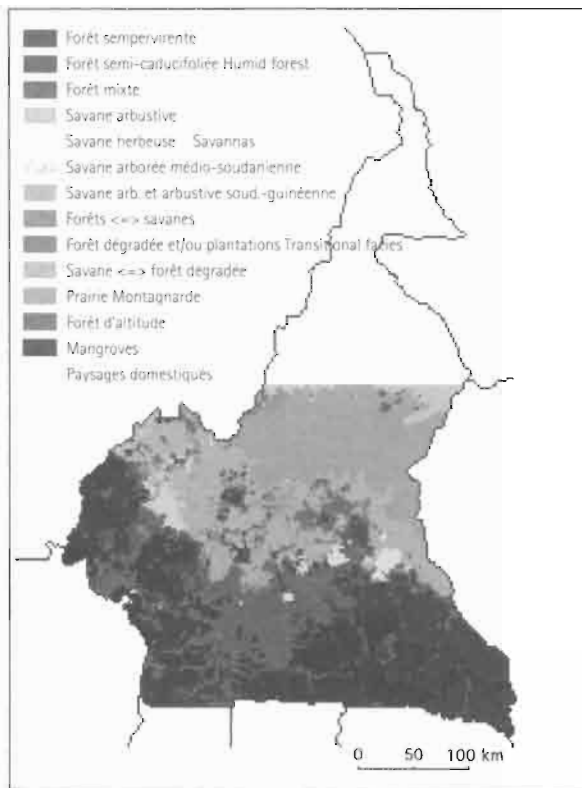 Forêt sempervirente
Forêt semi-caducifoliée Humid forest
Forêt mixte
Savane arbustive
Savane herbeuse Savannas
Savane arborée médio-soudanienne
Savane arb. et arbustive soud.-guinéenne
Forêts <=> savanes
Forêt dégradée et/ou plantations Transitional facies
Savane <=> forêt dégradée
Prairie Montagnarde
Forêt d'altitude
Mangroves
Paysages domestiqués
0 50 100 km